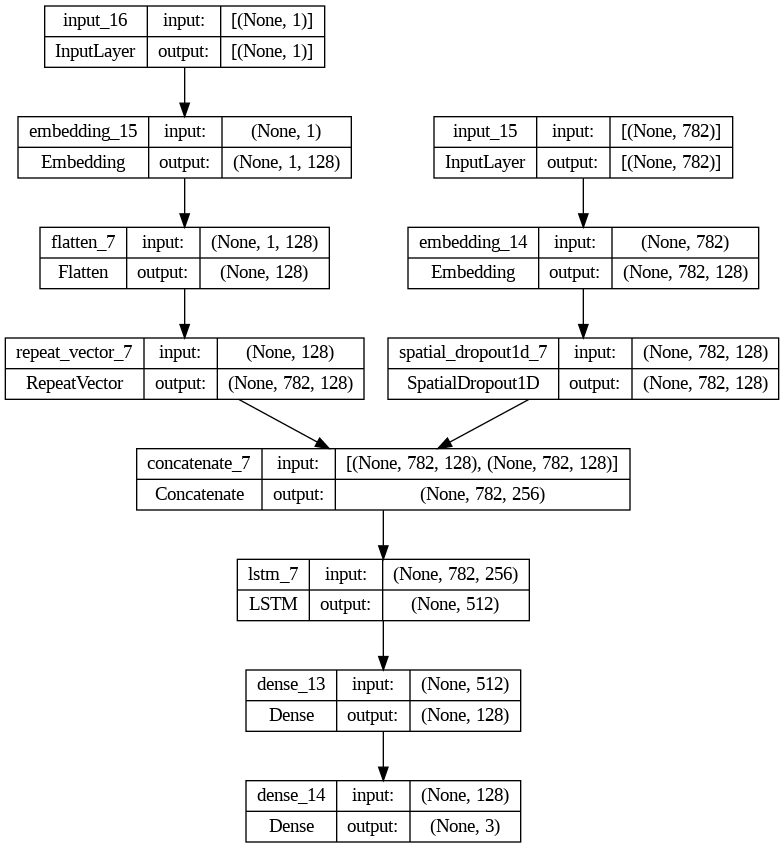 input_16 input: [(None, 1)]
InputLayer output: [(None, 1)]
embedding_15 input: (None, 1)
Embedding output: (None, 1, 128)
input_15 input: [(None, 782)]
InputLayer output: [(None, 782)]
flatten_7 input: (None, 1, 128)
Flatten output: (None, 128)
embedding_14 input: (None, 782)
Embedding output: (None, 782, 128)
repeat_vector_7 input: (None, 128)
RepeatVector output: (None, 782, 128)
spatial_dropout1d_7 input: (None, 782, 128)
SpatialDropout1D output: (None, 782, 128)
concatenate_7 input: [(None, 782, 128), (None, 782, 128)]
Concatenate output: (None, 782, 256)
lstm_7 input: (None, 782, 256)
LSTM output: (None, 512)
dense_13 input: (None, 512)
Dense output: (None, 128)
dense_14 input: (None, 128)
Dense output: (None, 3)